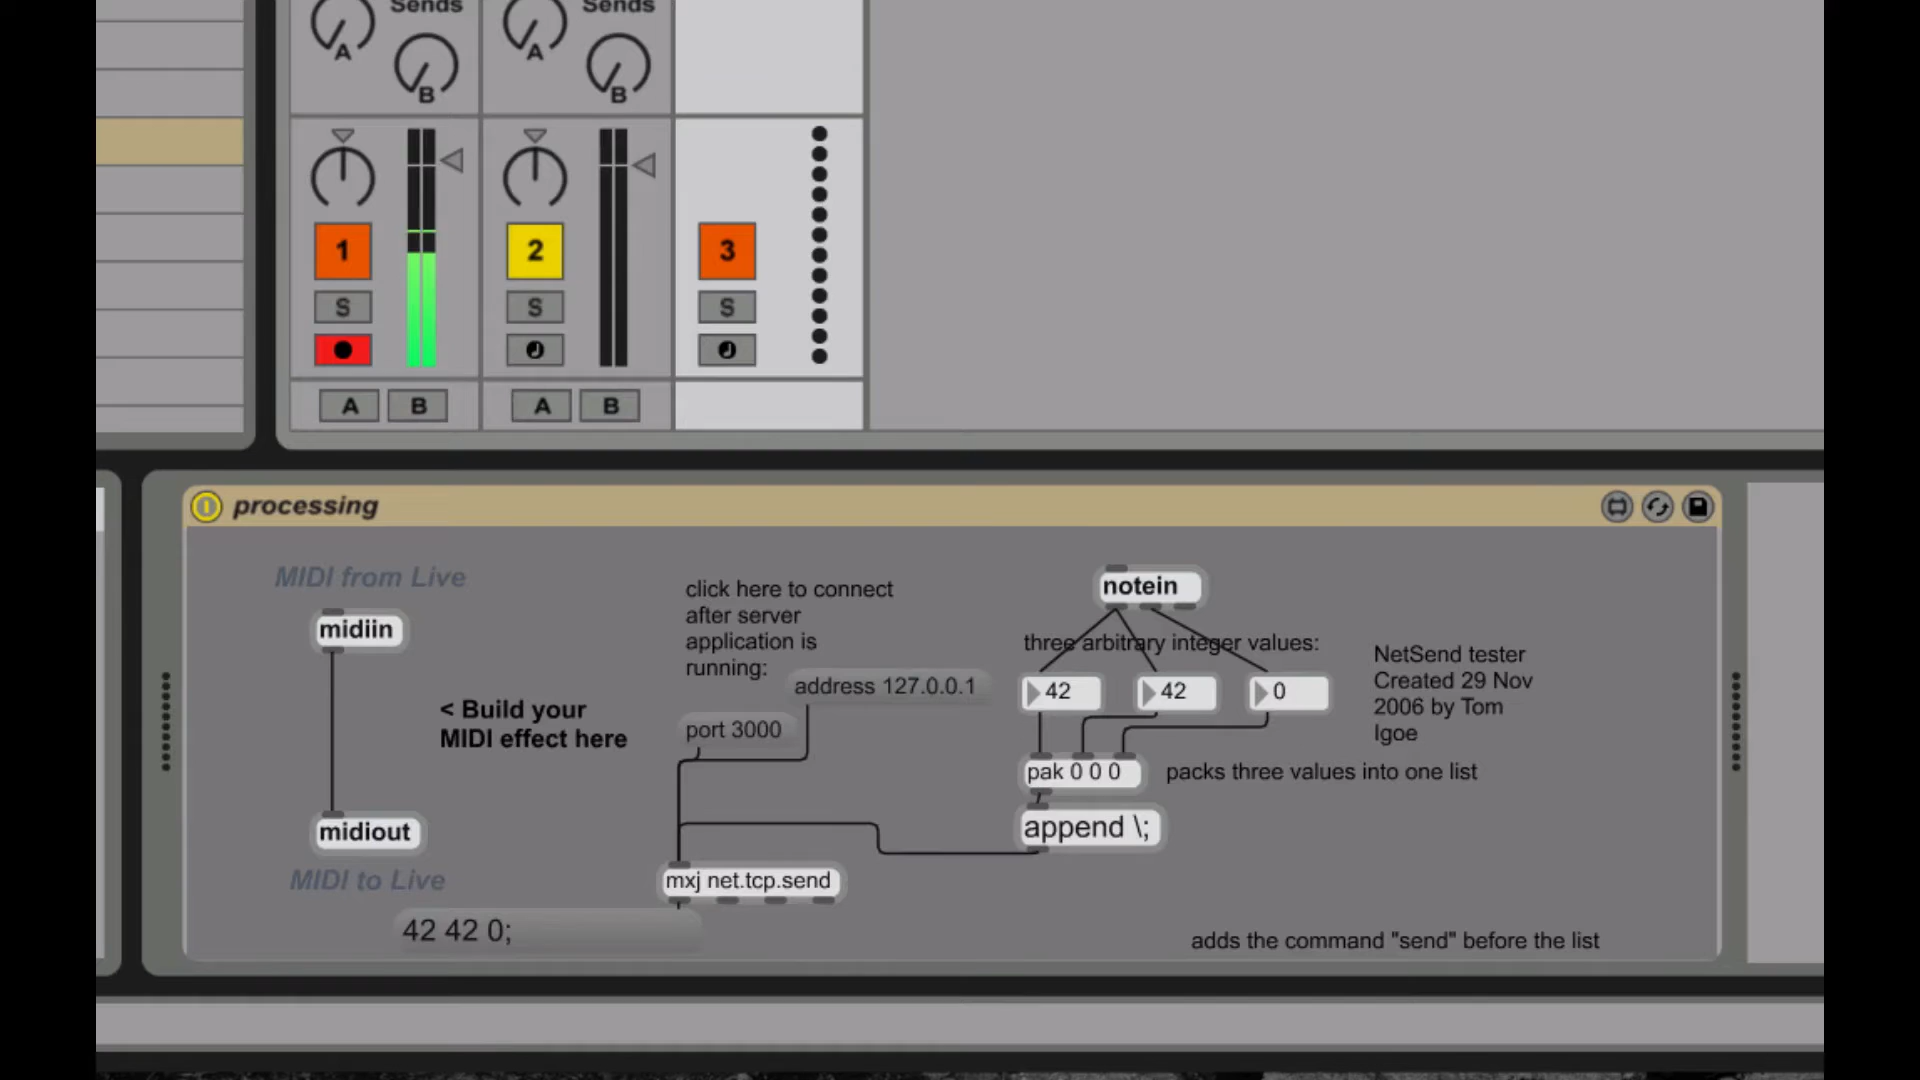 Sends
Sends
A
A
B
B
1
2
3
S
S
S
A
B
A
B
processing
MIDI from Live
midiin
< Build your
MIDI effect here
midiout
MIDI to Live
42 42 0;
click here to connect
after server
application is
running:
address 127.0.0.1
port 3000
mxj net.tcp.send
notein
three arbitrary integer values:
42
42
0
pak 0 0 0
packs three values into one list
append \;
NetSend tester
Created 29 Nov
2006 by Tom
Igoe
adds the command "send" before the list